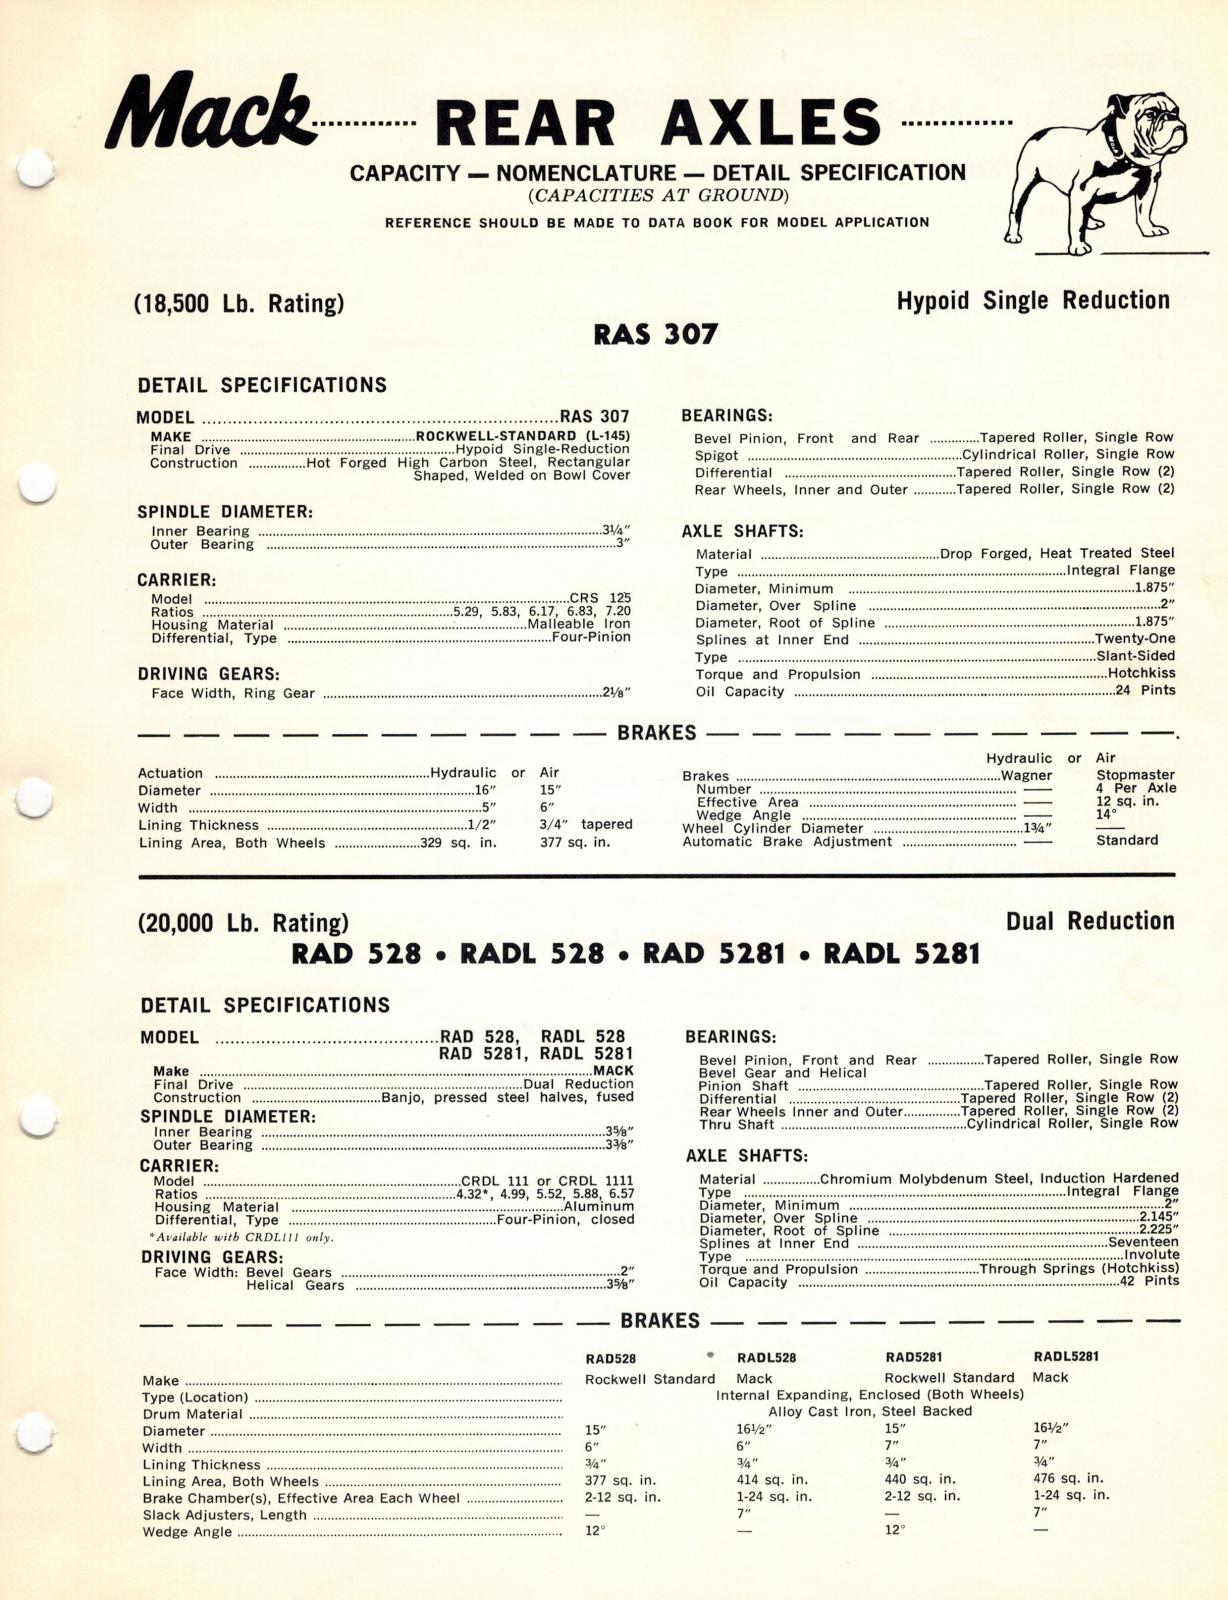 Mack REAR AXLES
CAPACITY — NOMENCLATURE — DETAIL SPECIFICATION
(CAPACITIES AT GROUND)
REFERENCE SHOULD BE MADE TO DATA BOOK FOR MODEL APPLICATION
(18,500 Lb. Rating) Hypoid Single Reduction
RAS 307
DETAIL SPECIFICATIONS
MODEL ........ RAS 307
MAKE ........ ROCKWELL-STANDARD (L-145)
Final Drive ........ Hypoid Single-Reduction
Construction ........ Hot Forged High Carbon Steel, Rectangular
Shaped, Welded on Bowl Cover
SPINDLE DIAMETER:
Inner Bearing ........ 3¼″
Outer Bearing ........ 3″
CARRIER:
Model ........ CRS 125
Ratios ........ 5.29, 5.83, 6.17, 6.83, 7.20
Housing Material ........ Malleable Iron
Differential, Type ........ Four-Pinion
DRIVING GEARS:
Face Width, Ring Gear ........ 2⅛″
BEARINGS:
Bevel Pinion, Front and Rear ........ Tapered Roller, Single Row
Spigot ........ Cylindrical Roller, Single Row
Differential ........ Tapered Roller, Single Row (2)
Rear Wheels, Inner and Outer ........ Tapered Roller, Single Row (2)
AXLE SHAFTS:
Material ........ Drop Forged, Heat Treated Steel
Type ........ Integral Flange
Diameter, Minimum ........ 1.875″
Diameter, Over Spline ........ 2″
Diameter, Root of Spline ........ 1.875″
Splines at Inner End ........ Twenty-One
Type ........ Slant-Sided
Torque and Propulsion ........ Hotchkiss
Oil Capacity ........ 24 Pints
BRAKES
Actuation ........ Hydraulic or Air
Diameter ........ 16″ 15″
Width ........ 5″ 6″
Lining Thickness ........ 1/2″ 3/4″ tapered
Lining Area, Both Wheels ........ 329 sq. in. 377 sq. in.
Hydraulic or Air
Brakes ........ Wagner Stopmaster
Number ........ — 4 Per Axle
Effective Area ........ — 12 sq. in.
Wedge Angle ........ — 14°
Wheel Cylinder Diameter ........ 1¾″ —
Automatic Brake Adjustment ........ — Standard
(20,000 Lb. Rating) Dual Reduction
RAD 528 • RADL 528 • RAD 5281 • RADL 5281
DETAIL SPECIFICATIONS
MODEL ........ RAD 528, RADL 528
RAD 5281, RADL 5281
Make ........ MACK
Final Drive ........ Dual Reduction
Construction ........ Banjo, pressed steel halves, fused
SPINDLE DIAMETER:
Inner Bearing ........ 3⅝″
Outer Bearing ........ 3⅜″
CARRIER:
Model ........ CRDL 111 or CRDL 1111
Ratios ........ 4.32*, 4.99, 5.52, 5.88, 6.57
Housing Material ........ Aluminum
Differential, Type ........ Four-Pinion, closed
*Available with CRDL111 only.
DRIVING GEARS:
Face Width: Bevel Gears ........ 2″
Helical Gears ........ 3⅝″
BEARINGS:
Bevel Pinion, Front and Rear ........ Tapered Roller, Single Row
Bevel Gear and Helical
Pinion Shaft ........ Tapered Roller, Single Row
Differential ........ Tapered Roller, Single Row (2)
Rear Wheels Inner and Outer ........ Tapered Roller, Single Row (2)
Thru Shaft ........ Cylindrical Roller, Single Row
AXLE SHAFTS:
Material ........ Chromium Molybdenum Steel, Induction Hardened
Type ........ Integral Flange
Diameter, Minimum ........ 2″
Diameter, Over Spline ........ 2.145″
Diameter, Root of Spline ........ 2.225″
Splines at Inner End ........ Seventeen
Type ........ Involute
Torque and Propulsion ........ Through Springs (Hotchkiss)
Oil Capacity ........ 42 Pints
BRAKES
RAD528 RADL528 RAD5281 RADL5281
Make ........ Rockwell Standard Mack Rockwell Standard Mack
Type (Location) ........ Internal Expanding, Enclosed (Both Wheels)
Drum Material ........ Alloy Cast Iron, Steel Backed
Diameter ........ 15″ 16½″ 15″ 16½″
Width ........ 6″ 6″ 7″ 7″
Lining Thickness ........ ¾″ ¾″ ¾″ ¾″
Lining Area, Both Wheels ........ 377 sq. in. 414 sq. in. 440 sq. in. 476 sq. in.
Brake Chamber(s), Effective Area Each Wheel ........ 2-12 sq. in. 1-24 sq. in. 2-12 sq. in. 1-24 sq. in.
Slack Adjusters, Length ........ — 7″ — 7″
Wedge Angle ........ 12° — 12° —